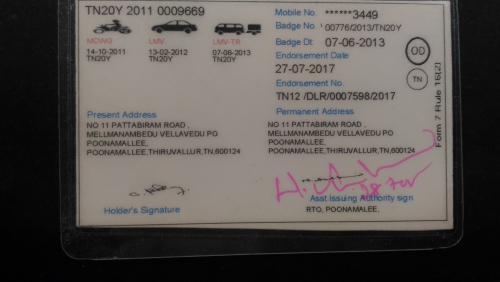 TN20Y 2011 0009669
MCWG LMV LMV-TR
14-10-2011 13-02-2012 07-06-2013
TN20Y TN20Y TN20Y
Mobile No. ******3449
Badge No. 00776/2013/TN20Y
Badge Dt 07-06-2013
Endorsement Date
27-07-2017
Endorsement No.
TN12 /DLR/0007598/2017
OD
TN
Form 7 Rule 16(2)
Present Address
NO 11 PATTABIRAM ROAD ,
MELLMANAMBEDU VELLAVEDU PO
POONAMALLEE,
POONAMALLEE,THIRUVALLUR,TN,600124
Permanent Address
NO 11 PATTABIRAM ROAD ,
MELLMANAMBEDU VELLAVEDU PO
POONAMALLEE,
POONAMALLEE,THIRUVALLUR,TN,600124
Holder's Signature
Asst Issuing Authority sign
RTO, POONAMALLEE,